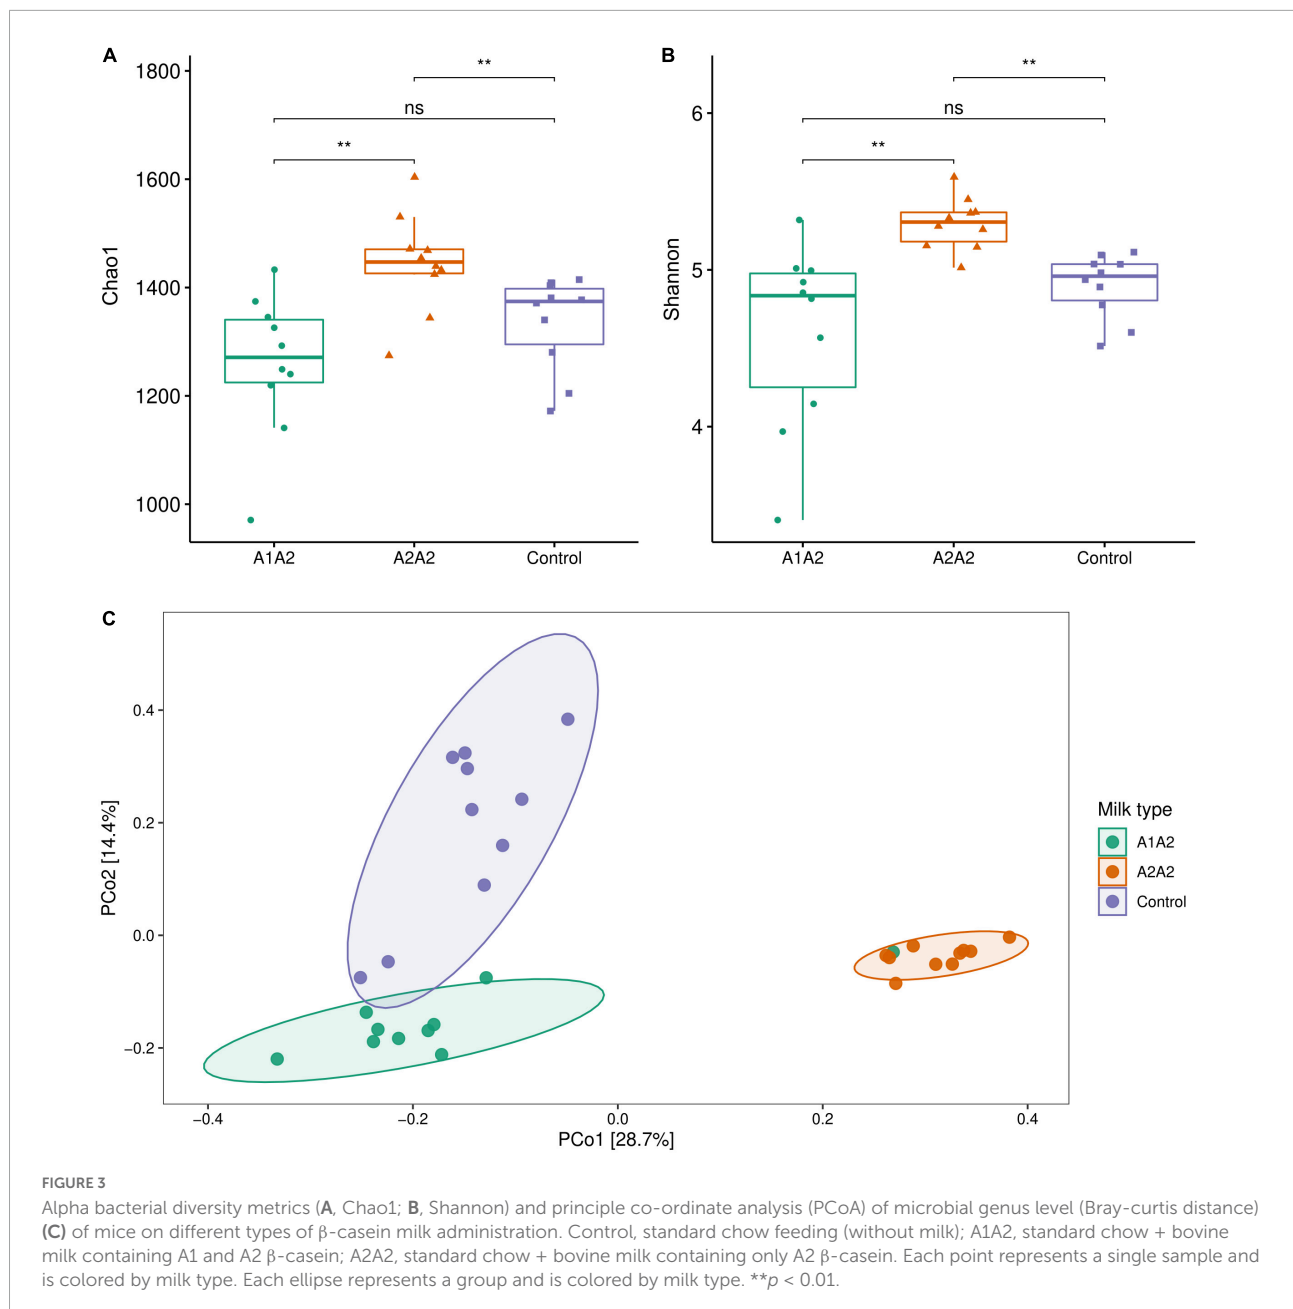 A
1800
1600
1400
1200
1000
Chao1
**
ns
**
A1A2
A2A2
Control
B
6
5
4
Shannon
**
ns
**
A1A2
A2A2
Control
C
0.4
0.2
0.0
−0.2
PCo2 [14.4%]
−0.4
−0.2
0.0
0.2
0.4
PCo1 [28.7%]
Milk type
A1A2
A2A2
Control
FIGURE 3
Alpha bacterial diversity metrics (A, Chao1; B, Shannon) and principle co-ordinate analysis (PCoA) of microbial genus level (Bray-curtis distance)
(C) of mice on different types of β-casein milk administration. Control, standard chow feeding (without milk); A1A2, standard chow + bovine
milk containing A1 and A2 β-casein; A2A2, standard chow + bovine milk containing only A2 β-casein. Each point represents a single sample and
is colored by milk type. Each ellipse represents a group and is colored by milk type. **p < 0.01.